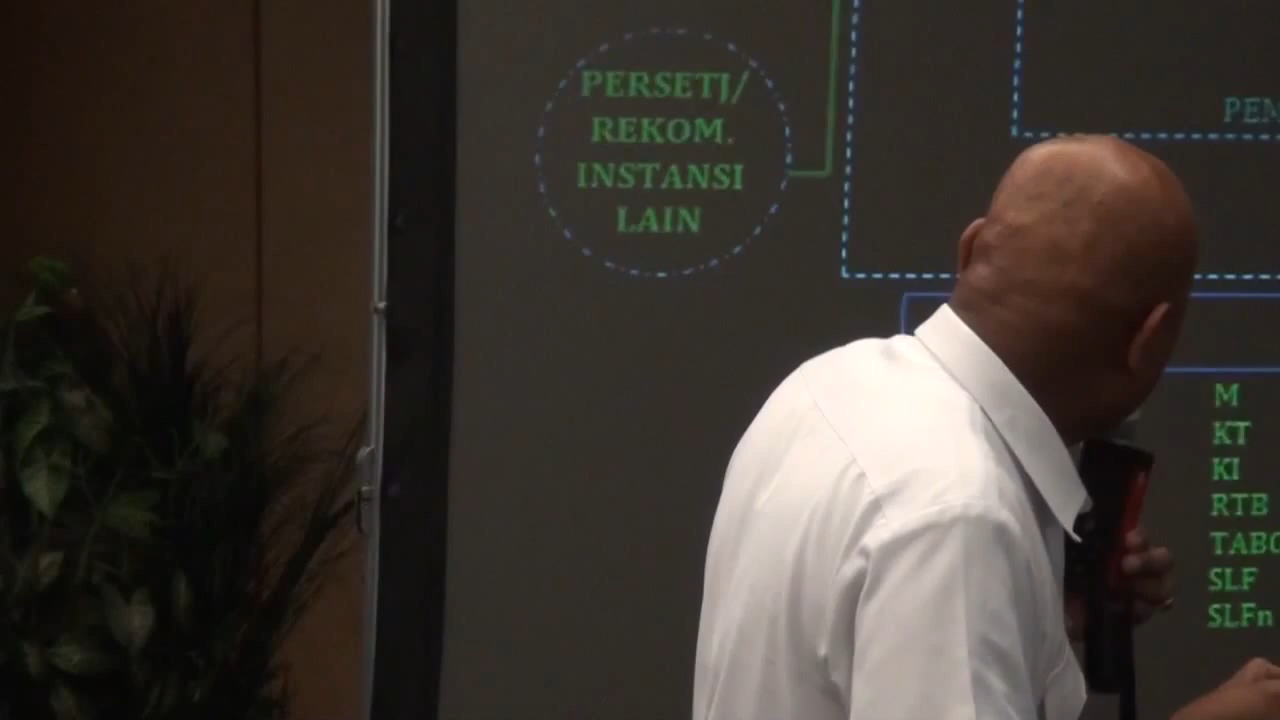 PERSETJ/
REKOM.
INSTANSI
LAIN
M
KT
KI
RTB
SLF
SLFn